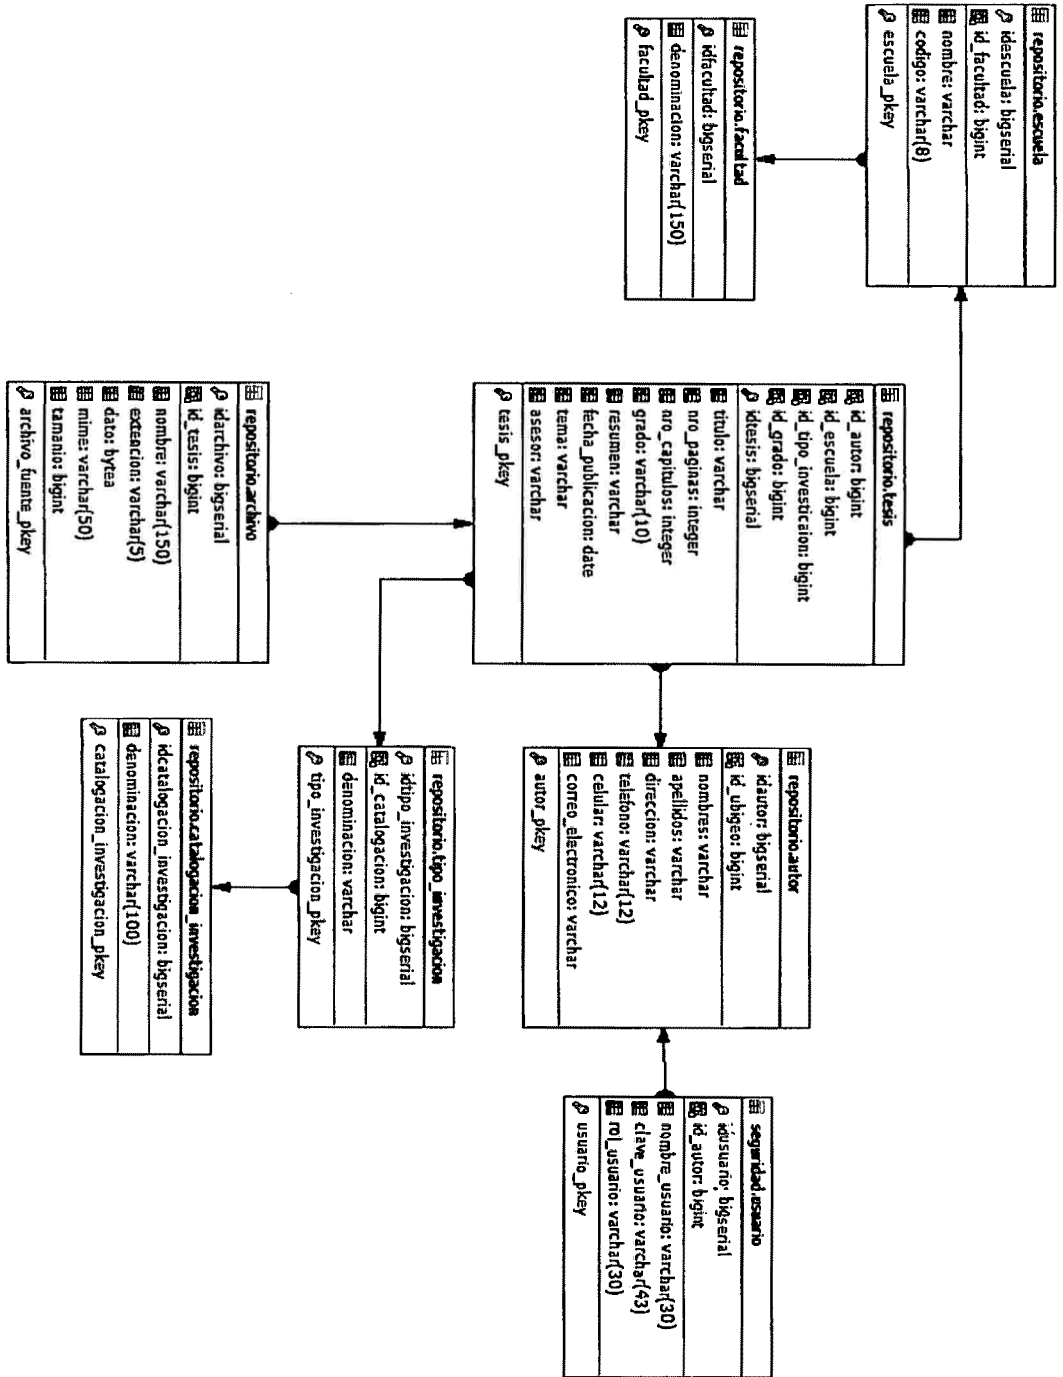 repositorio.escuela
idescuela: bigserial
id_facultad: bigint
nombre: varchar
codigo: varchar(8)
escuela_pkey
repositorio.facultad
idfacultad: bigserial
denominacion: varchar(150)
facultad_pkey
repositorio.tesis
id_autor: bigint
id_escuela: bigint
id_tipo_investicaion: bigint
id_grado: bigint
idtesis: bigserial
titulo: varchar
nro_paginas: integer
nro_capitulos: integer
grado: varchar(10)
resumen: varchar
fecha_publicacion: date
tema: varchar
asesor: varchar
tesis_pkey
repositorio.archivo
idarchivo: bigserial
id_tesis: bigint
nombre: varchar(150)
extencion: varchar(5)
dato: bytea
mime: varchar(50)
tamanio: bigint
archivo_fuente_pkey
repositorio.autor
idautor: bigserial
id_ubigeo: bigint
nombres: varchar
apellidos: varchar
direccion: varchar
telefono: varchar(12)
celular: varchar(12)
correo_electronico: varchar
autor_pkey
repositorio.tipo_investigacion
idtipo_investigacion: bigserial
id_catalogacion: bigint
denominacion: varchar
tipo_investigacion_pkey
repositorio.catalogacion_investigacion
idcatalogacion_investigacion: bigserial
denominacion: varchar(100)
catalogacion_investigacion_pkey
seguridad.usuario
idusuario: bigserial
id_autor: bigint
nombre_usuario: varchar(30)
clave_usuario: varchar(43)
rol_usuario: varchar(30)
usuario_pkey